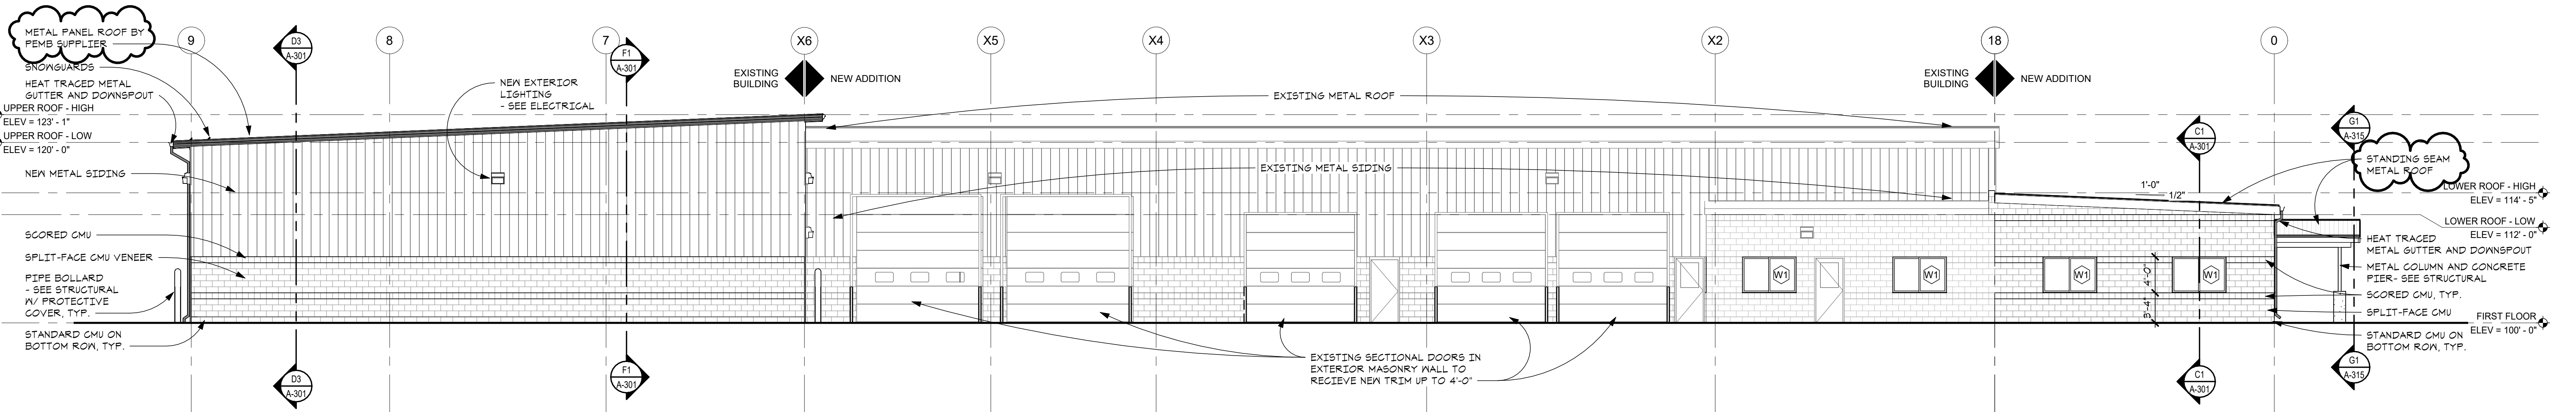 METAL PANEL ROOF BY
PEMB SUPPLIER
SNOWGUARDS
HEAT TRACED METAL
GUTTER AND DOWNSPOUT
UPPER ROOF - HIGH
ELEV = 123' - 1"
UPPER ROOF - LOW
ELEV = 120' - 0"
NEW METAL SIDING
SCORED CMU
SPLIT-FACE CMU VENEER
PIPE BOLLARD
- SEE STRUCTURAL
W/ PROTECTIVE
COVER, TYP.
STANDARD CMU ON
BOTTOM ROW, TYP.
9
D3
A-301
8
7
F1
A-301
X6
X5
X4
X3
X2
18
0
NEW EXTERIOR
LIGHTING
- SEE ELECTRICAL
EXISTING
BUILDING
NEW ADDITION
EXISTING METAL ROOF
EXISTING METAL SIDING
EXISTING
BUILDING
NEW ADDITION
C1
A-301
G1
A-315
STANDING SEAM
METAL ROOF
1'-0"
1/2"
LOWER ROOF - HIGH
ELEV = 114' - 5"
LOWER ROOF - LOW
ELEV = 112' - 0"
HEAT TRACED
METAL GUTTER AND DOWNSPOUT
METAL COLUMN AND CONCRETE
PIER- SEE STRUCTURAL
SCORED CMU, TYP.
SPLIT-FACE CMU
FIRST FLOOR
ELEV = 100' - 0"
STANDARD CMU ON
BOTTOM ROW, TYP.
W1
W1
W1
W1
4'-0"
3'-4"
EXISTING SECTIONAL DOORS IN
EXTERIOR MASONRY WALL TO
RECIEVE NEW TRIM UP TO 4'-0"
D3
A-301
F1
A-301
C1
A-301
G1
A-315